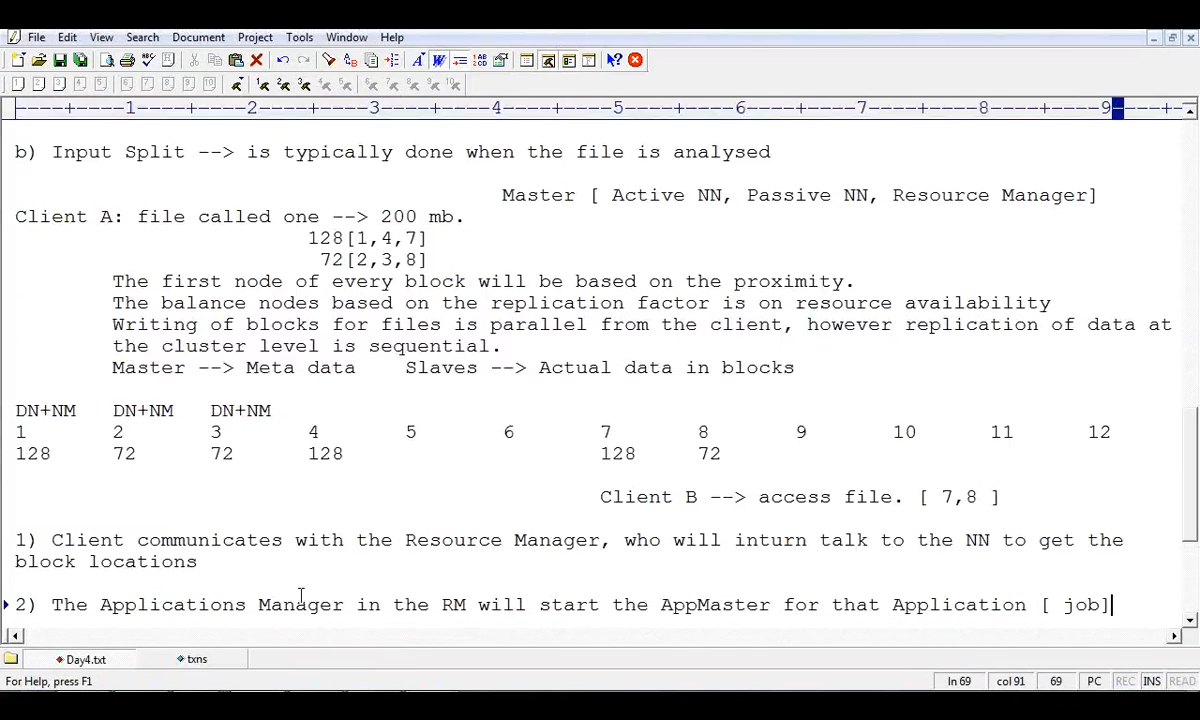 File Edit View Search Document Project Tools Window Help
----+----1----+----2----+----3----+----4----+----5----+----6----+----7----+----8----+----9----+-
b) Input Split --> is typically done when the file is analysed
Master [ Active NN, Passive NN, Resource Manager]
Client A: file called one --> 200 mb.
128[1,4,7]
72[2,3,8]
The first node of every block will be based on the proximity.
The balance nodes based on the replication factor is on resource availability
Writing of blocks for files is parallel from the client, however replication of data at
the cluster level is sequential.
Master --> Meta data Slaves --> Actual data in blocks
DN+NM DN+NM DN+NM
1 2 3 4 5 6 7 8 9 10 11 12
128 72 72 128 128 72
Client B --> access file. [ 7,8 ]
1) Client communicates with the Resource Manager, who will inturn talk to the NN to get the
block locations
2) The Applications Manager in the RM will start the AppMaster for that Application [ job]
Day4.txt txns
For Help, press F1 ln 69 col 91 69 PC REC INS READ